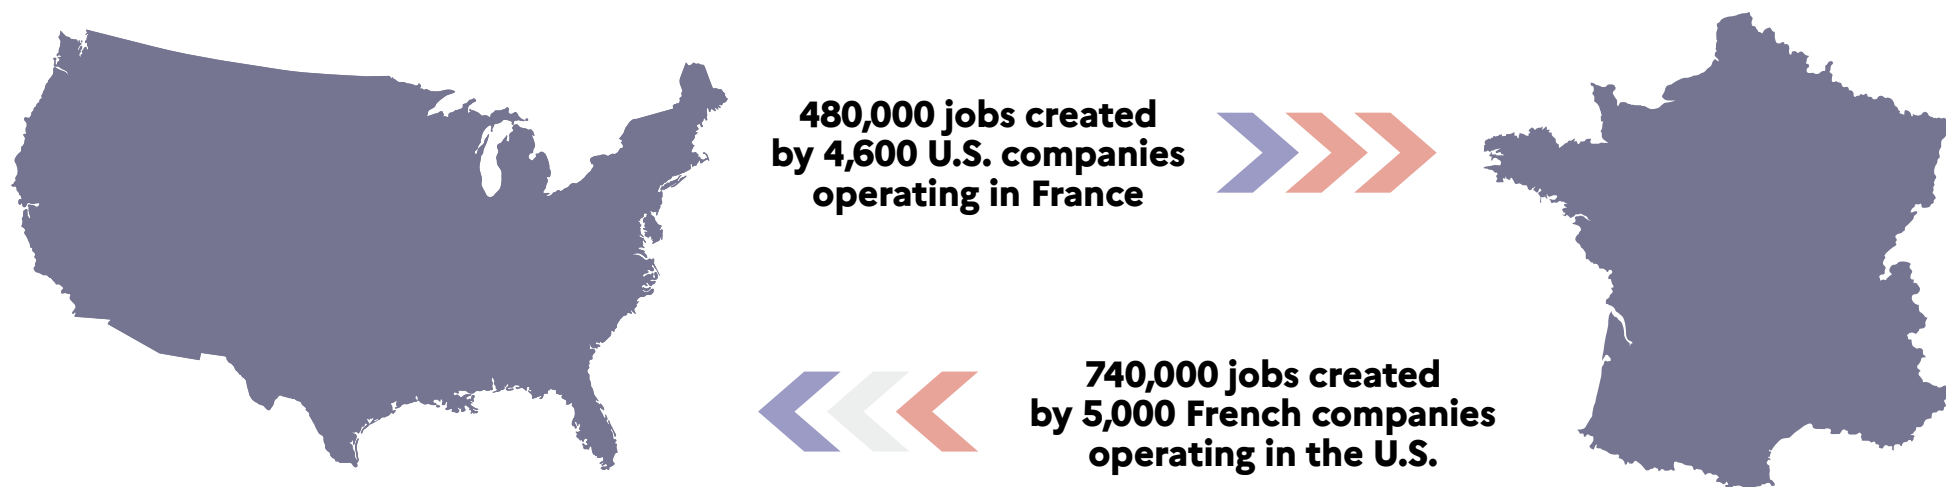 480,000 jobs created
by 4,600 U.S. companies
operating in France
740,000 jobs created
by 5,000 French companies
operating in the U.S.